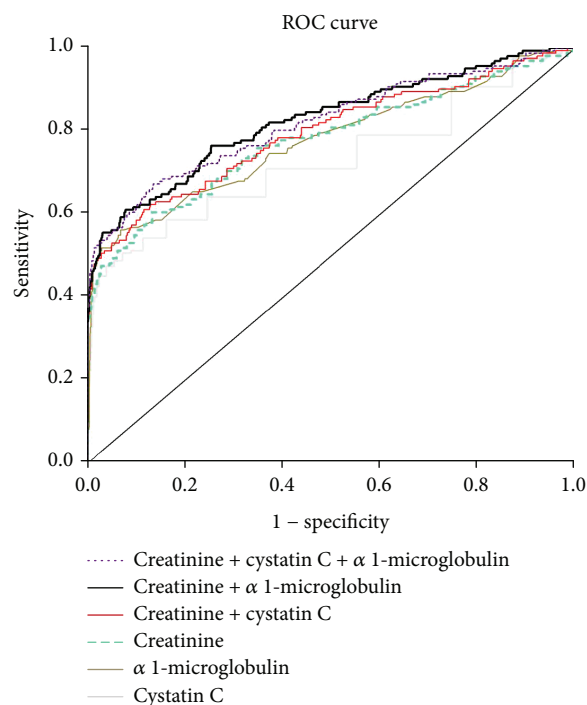 ROC curve
1.0
0.8
0.6
0.4
0.2
0.0
Sensitivity
0.0 0.2 0.4 0.6 0.8 1.0
1 − specificity
Creatinine + cystatin C + α 1-microglobulin
Creatinine + α 1-microglobulin
Creatinine + cystatin C
Creatinine
α 1-microglobulin
Cystatin C